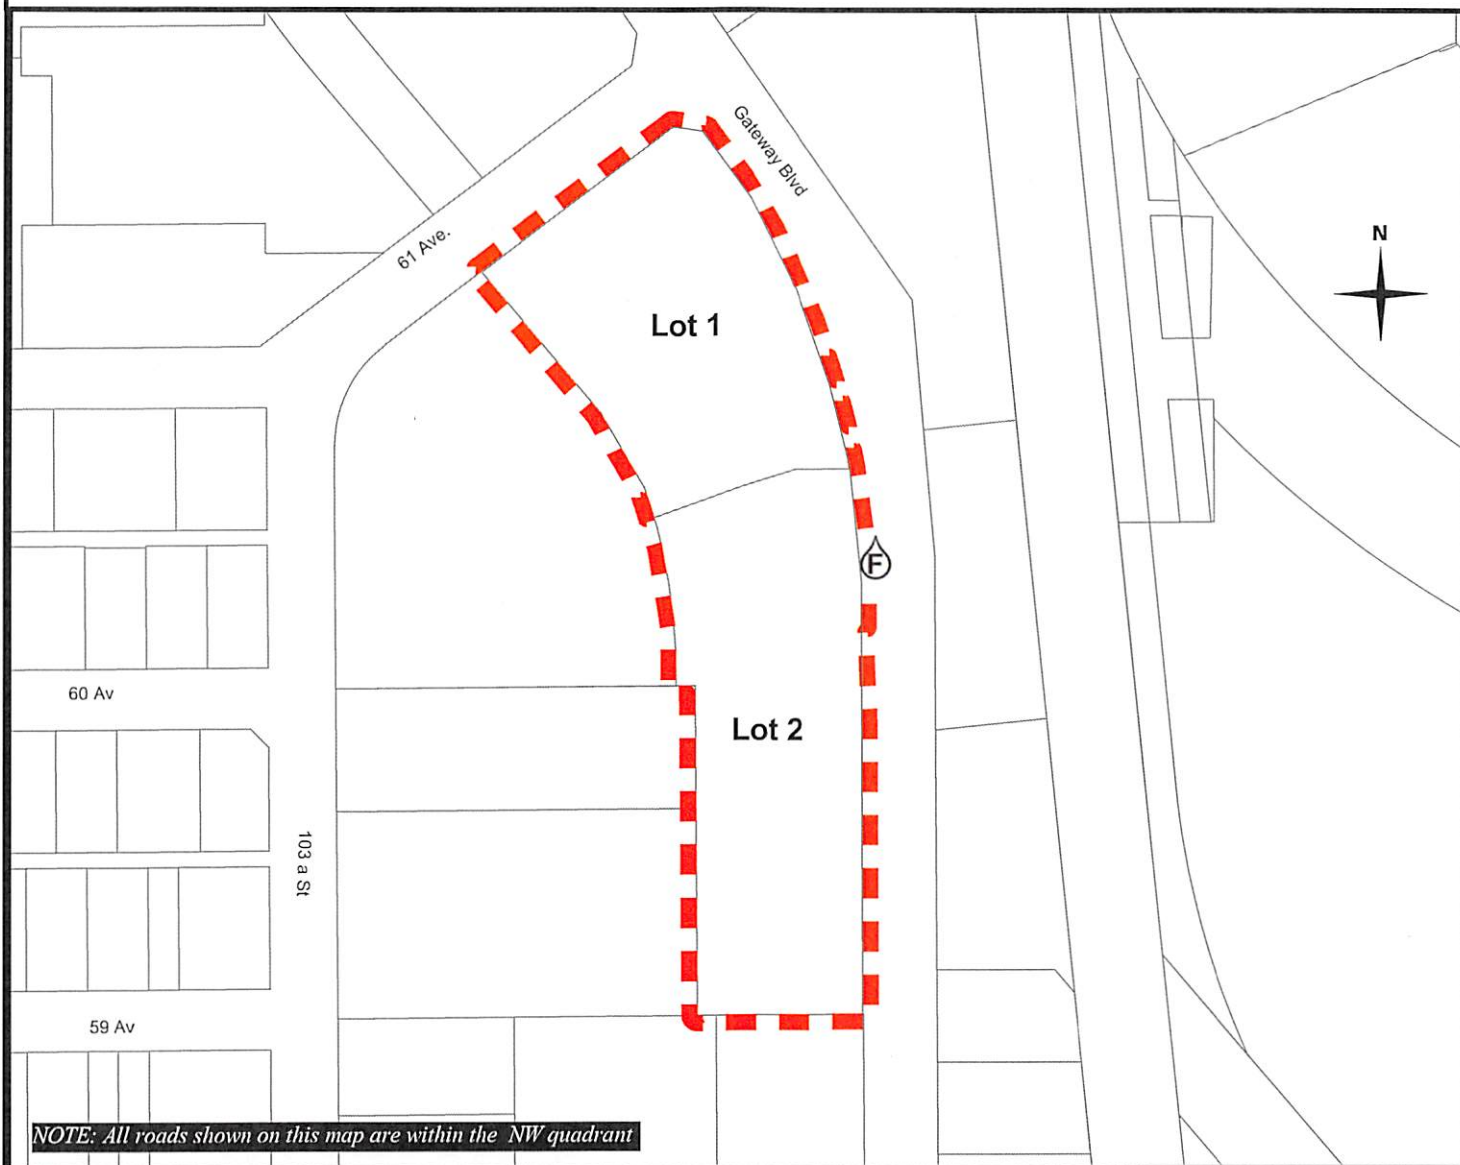 Gateway Blvd
61 Ave.
N
Lot 1
F
60 Av
Lot 2
103 a St
59 Av
NOTE: All roads shown on this map are within the NW quadrant